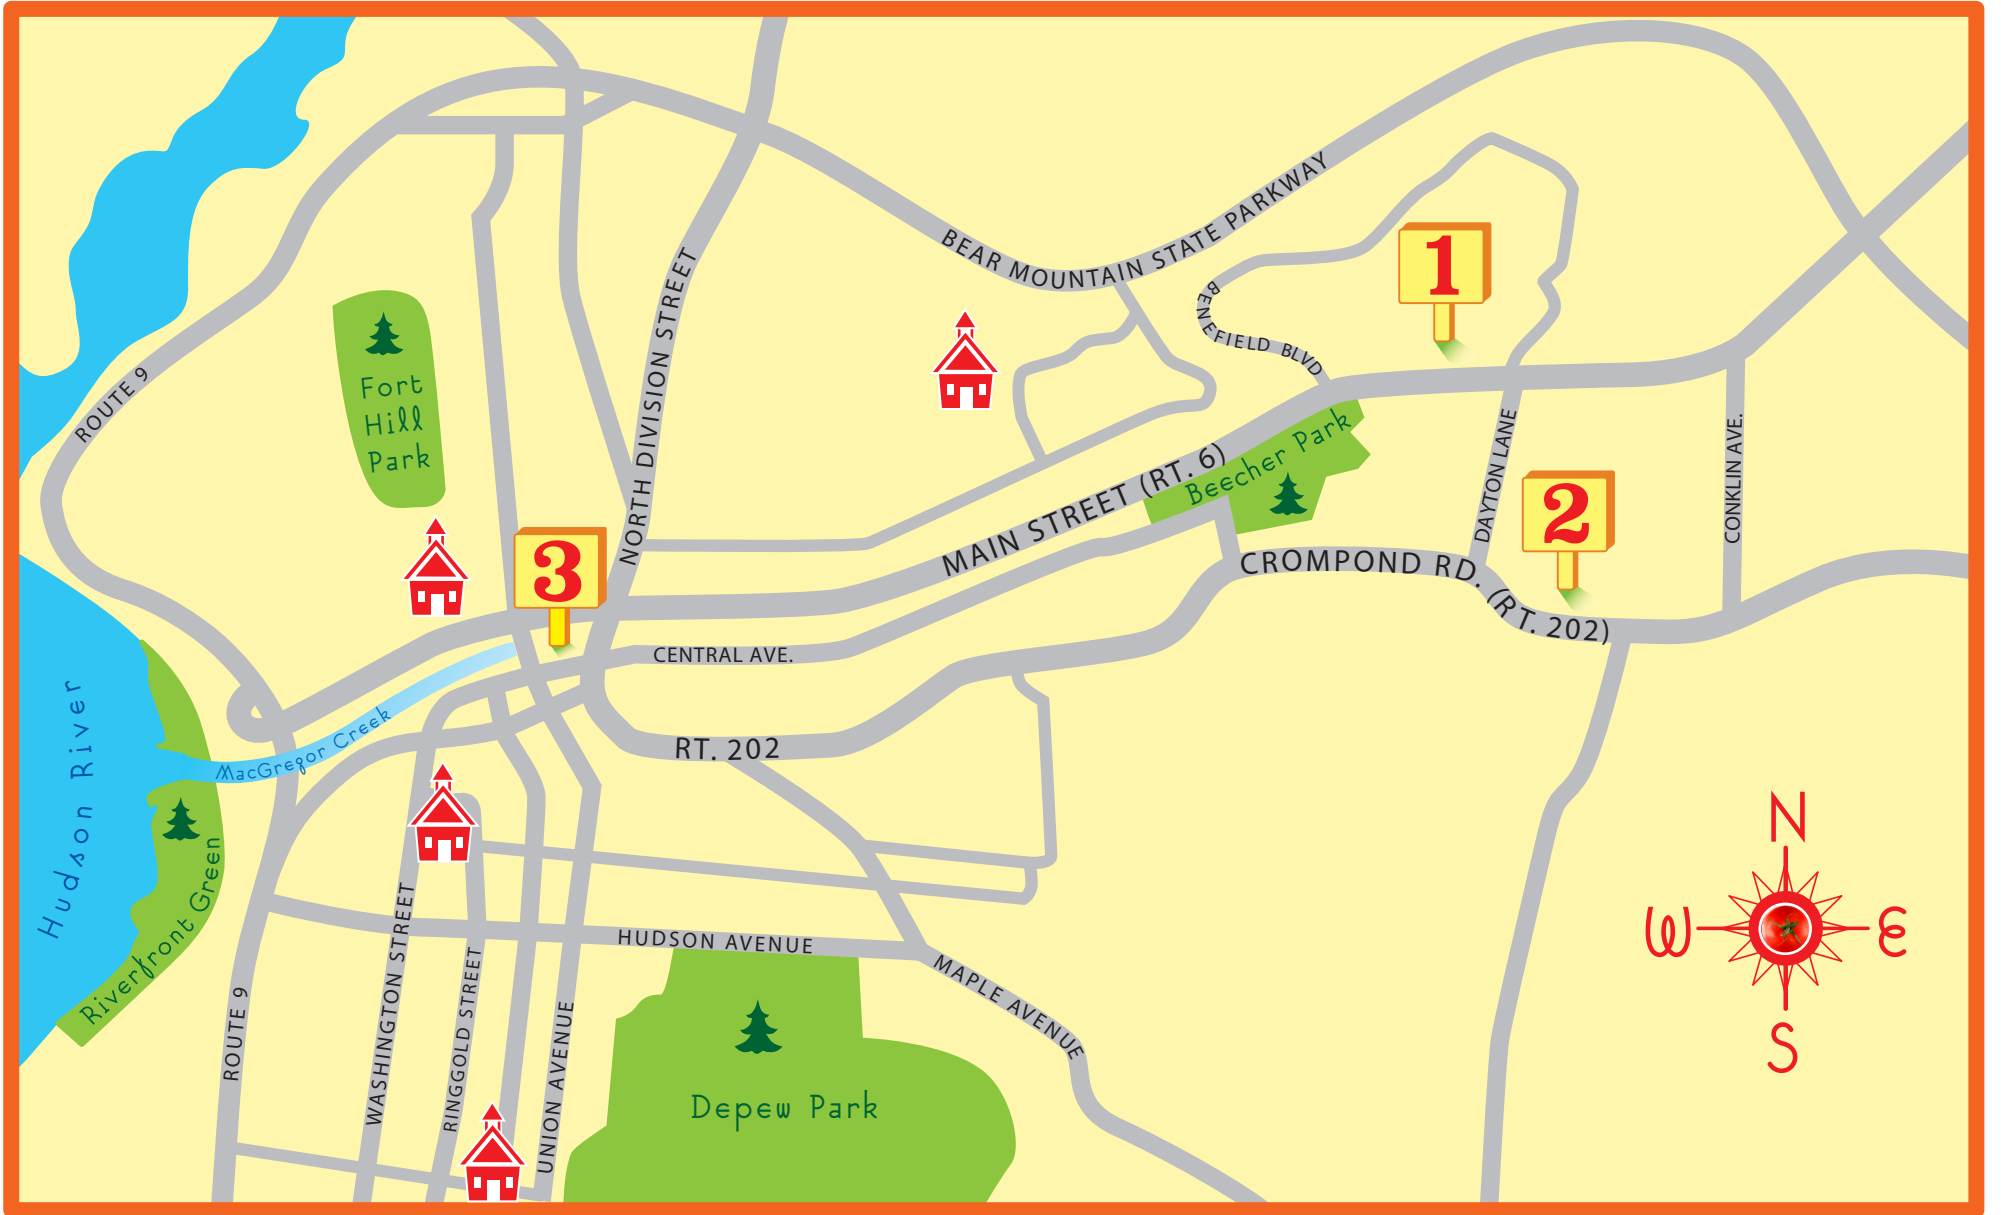 BEAR MOUNTAIN STATE PARKWAY
1
BENEFIELD BLVD
ROUTE 9
Fort
Hill
Park
NORTH DIVISION STREET
MAIN STREET (RT. 6)
Beecher Park
DAYTON LANE
CONKLIN AVE.
2
3
CROMPOND RD. (RT. 202)
CENTRAL AVE.
RT. 202
MacGregor Creek
Hudson River
Riverfront Green
N
W
E
S
HUDSON AVENUE
MAPLE AVENUE
WASHINGTON STREET
RINGGOLD STREET
UNION AVENUE
ROUTE 9
Depew Park